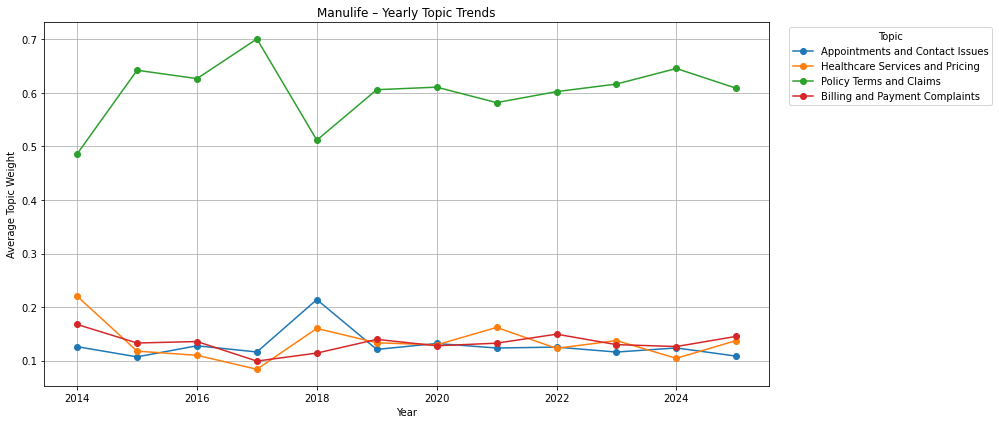 Manulife – Yearly Topic Trends
Topic
Appointments and Contact Issues
Healthcare Services and Pricing
Policy Terms and Claims
Billing and Payment Complaints
Average Topic Weight
0.7
0.6
0.5
0.4
0.3
0.2
0.1
2014 2016 2018 2020 2022 2024
Year